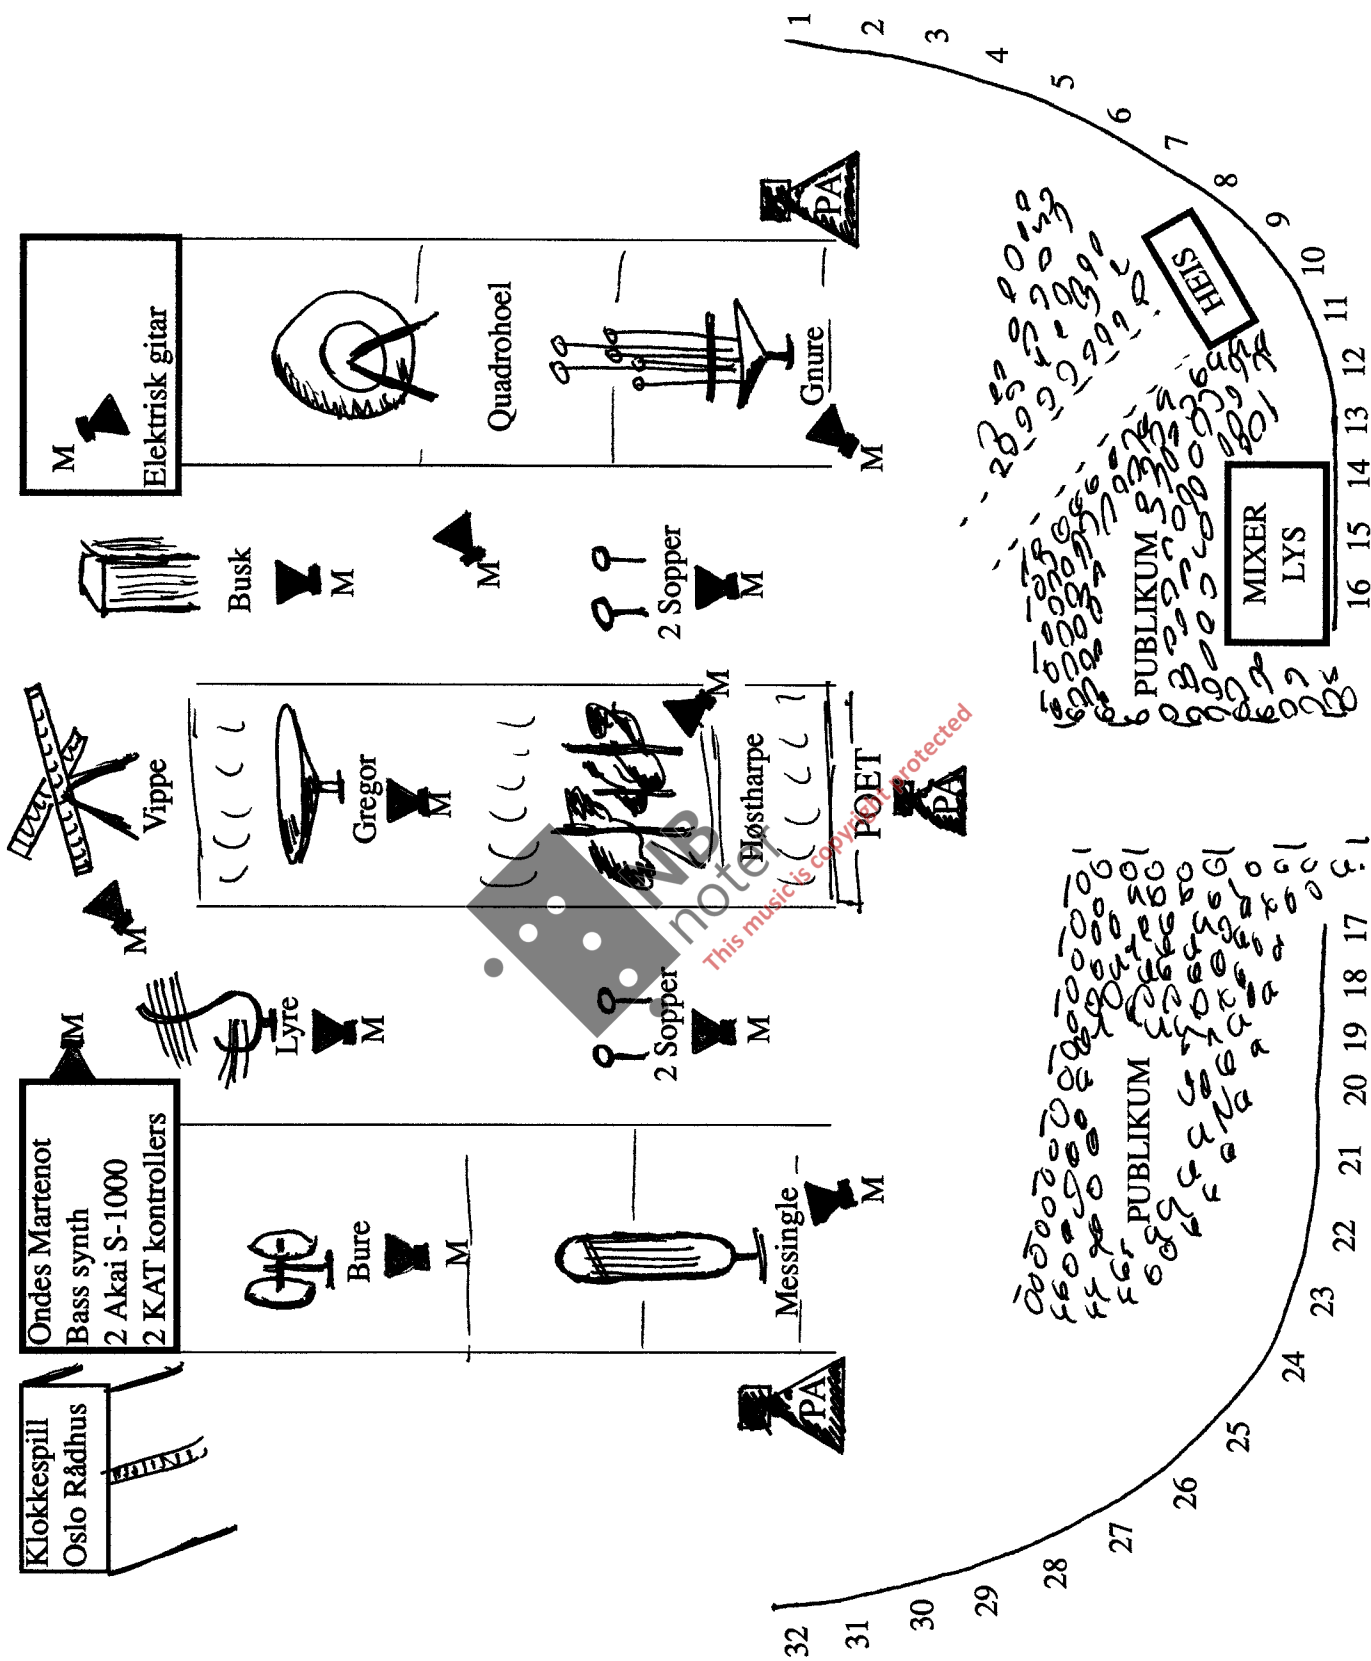 Klokkespill
Oslo Rådhus
Ondes Martenot
Bass synth
2 Akai S-1000
2 KAT kontrollers
M
M
Vippe
M
Elektrisk gitar
Lyre
M
Busk
M
Bure
M
Gregor
M
M
Quadrohoel
2 Sopper
M
2 Sopper
M
Messingle
M
Høstharpe
M
Gnure
M
PA
POET
PA
PA
NB
noter
This music is copyright protected
PUBLIKUM
PUBLIKUM
HEIS
MIXER
LYS
32
31
30
29
28
27
26
25
24
23
22
21
20
19
18
17
16
15
14
13
12
11
10
9
8
7
6
5
4
3
2
1